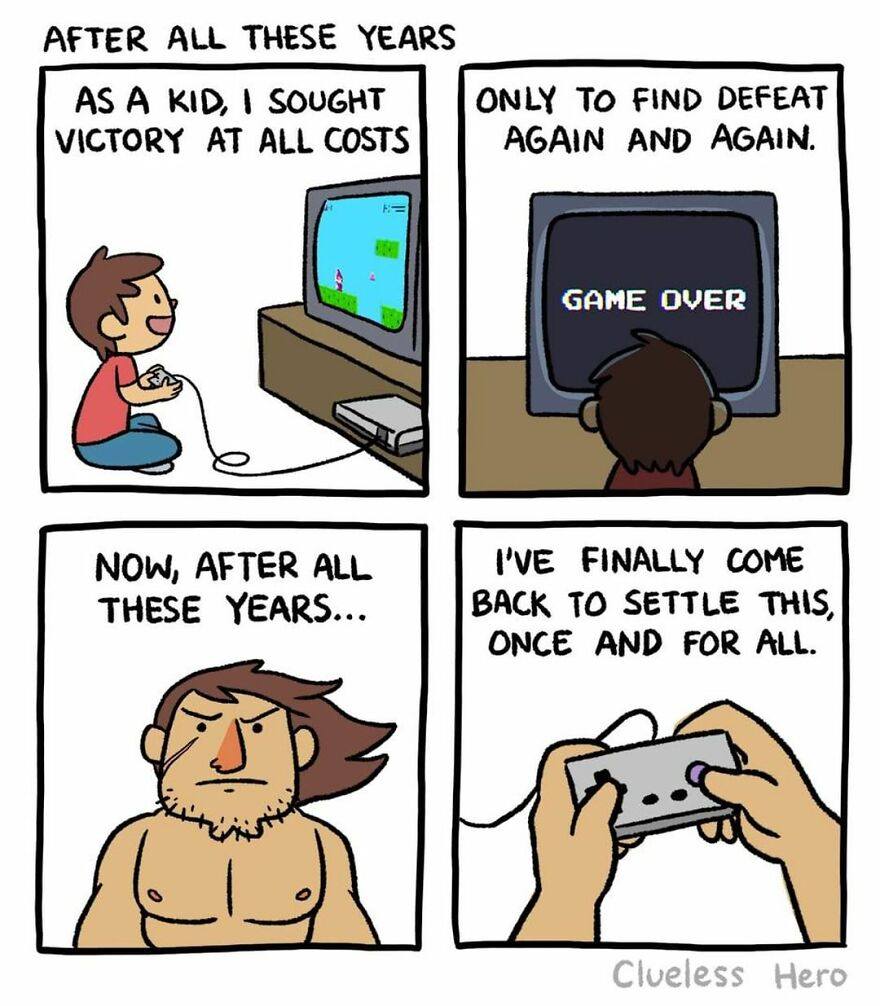 AFTER ALL THESE YEARS
AS A KID, I SOUGHT
VICTORY AT ALL COSTS
ONLY TO FIND DEFEAT
AGAIN AND AGAIN.
GAME OVER
NOW, AFTER ALL
THESE YEARS...
I'VE FINALLY COME
BACK TO SETTLE THIS,
ONCE AND FOR ALL.
Clueless Hero